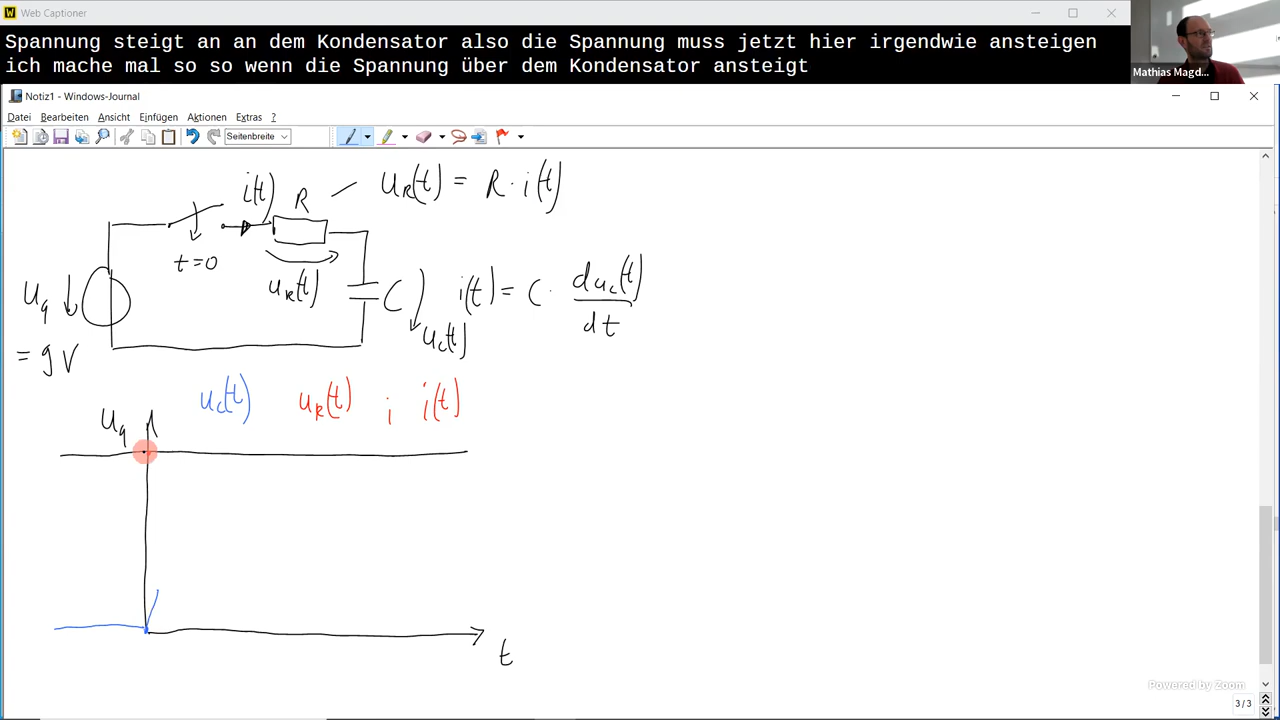 Web Captioner
Spannung steigt an an dem Kondensator also die Spannung muss jetzt hier irgendwie ansteigen
ich mache mal so so wenn die Spannung über dem Kondensator ansteigt
Mathias Magd...
Notiz1 - Windows-Journal
Datei Bearbeiten Ansicht Einfügen Aktionen Extras ?
Seitenbreite
i(t) R u_R(t) = R · i(t)
t=0
u_q u_R(t) C i(t) = C · du_C(t)/dt
u_C(t)
= 9V
u_C(t) u_R(t) i i(t)
u_q
t
Powered by Zoom
3/3